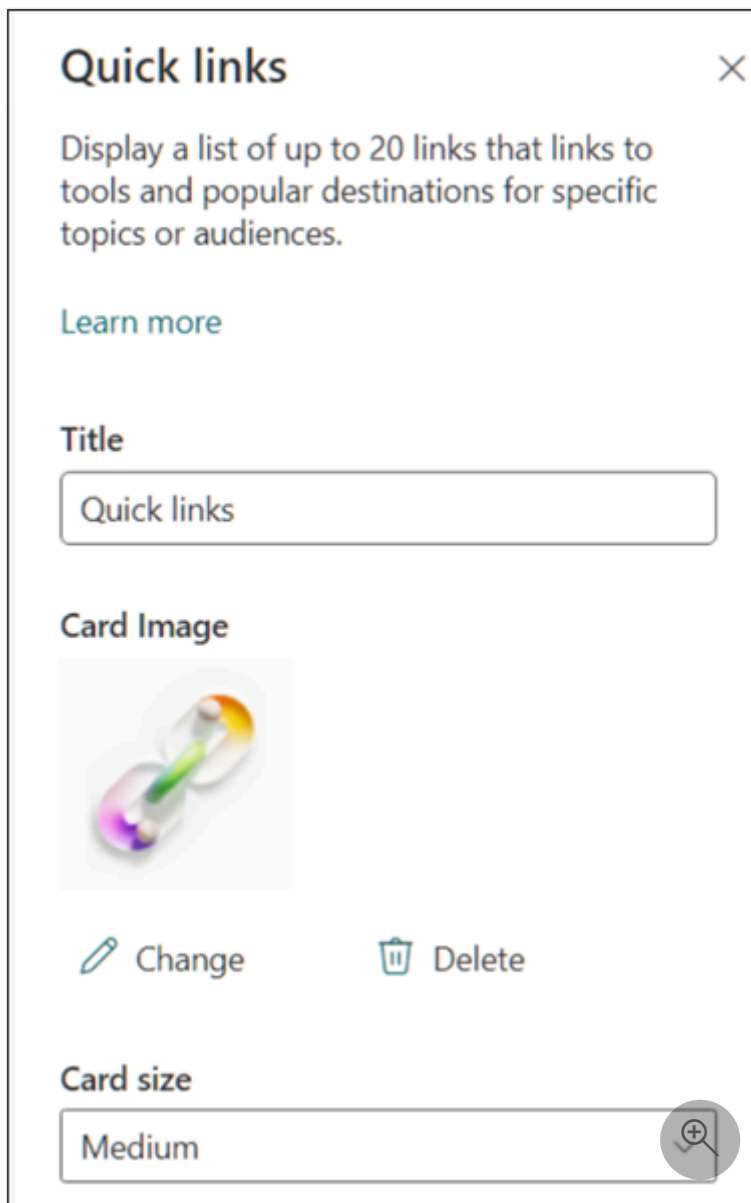 Quick links
Display a list of up to 20 links that links to
tools and popular destinations for specific
topics or audiences.
Learn more
Title
Quick links
Card Image
Change
Delete
Card size
Medium